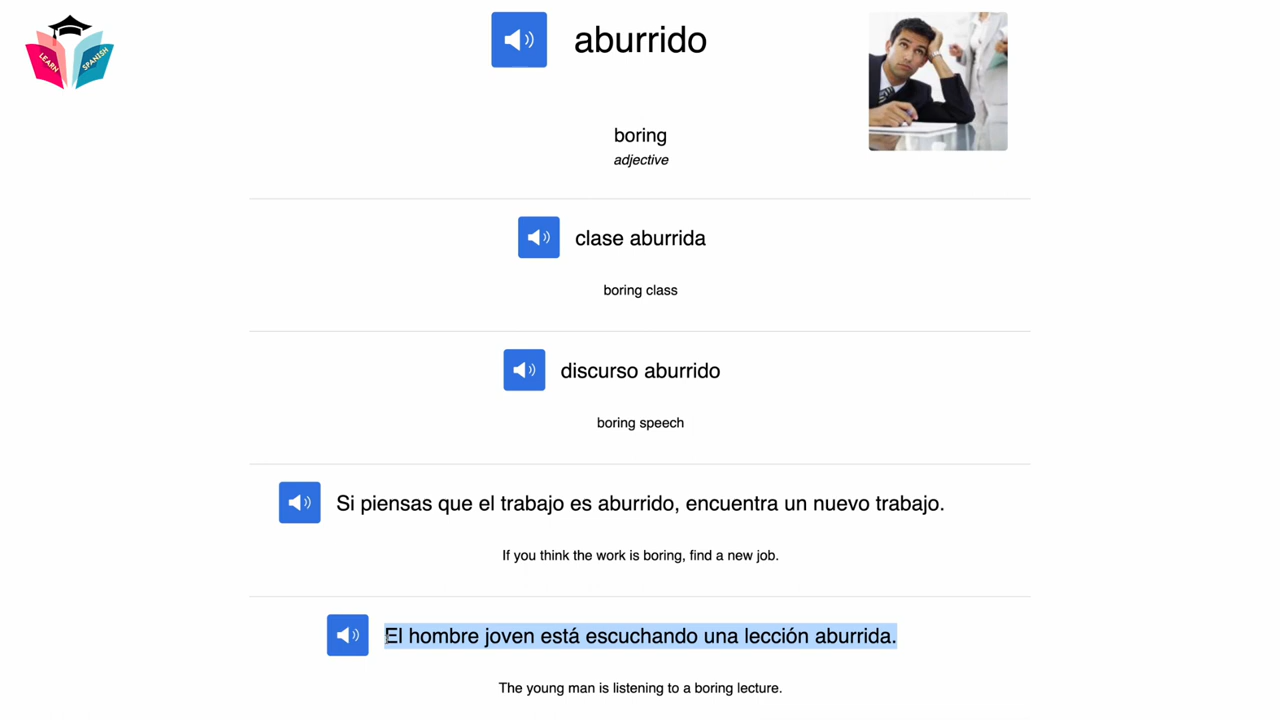 LEARN SPANISH
aburrido
boring
adjective
clase aburrida
boring class
discurso aburrido
boring speech
Si piensas que el trabajo es aburrido, encuentra un nuevo trabajo.
If you think the work is boring, find a new job.
El hombre joven está escuchando una lección aburrida.
The young man is listening to a boring lecture.